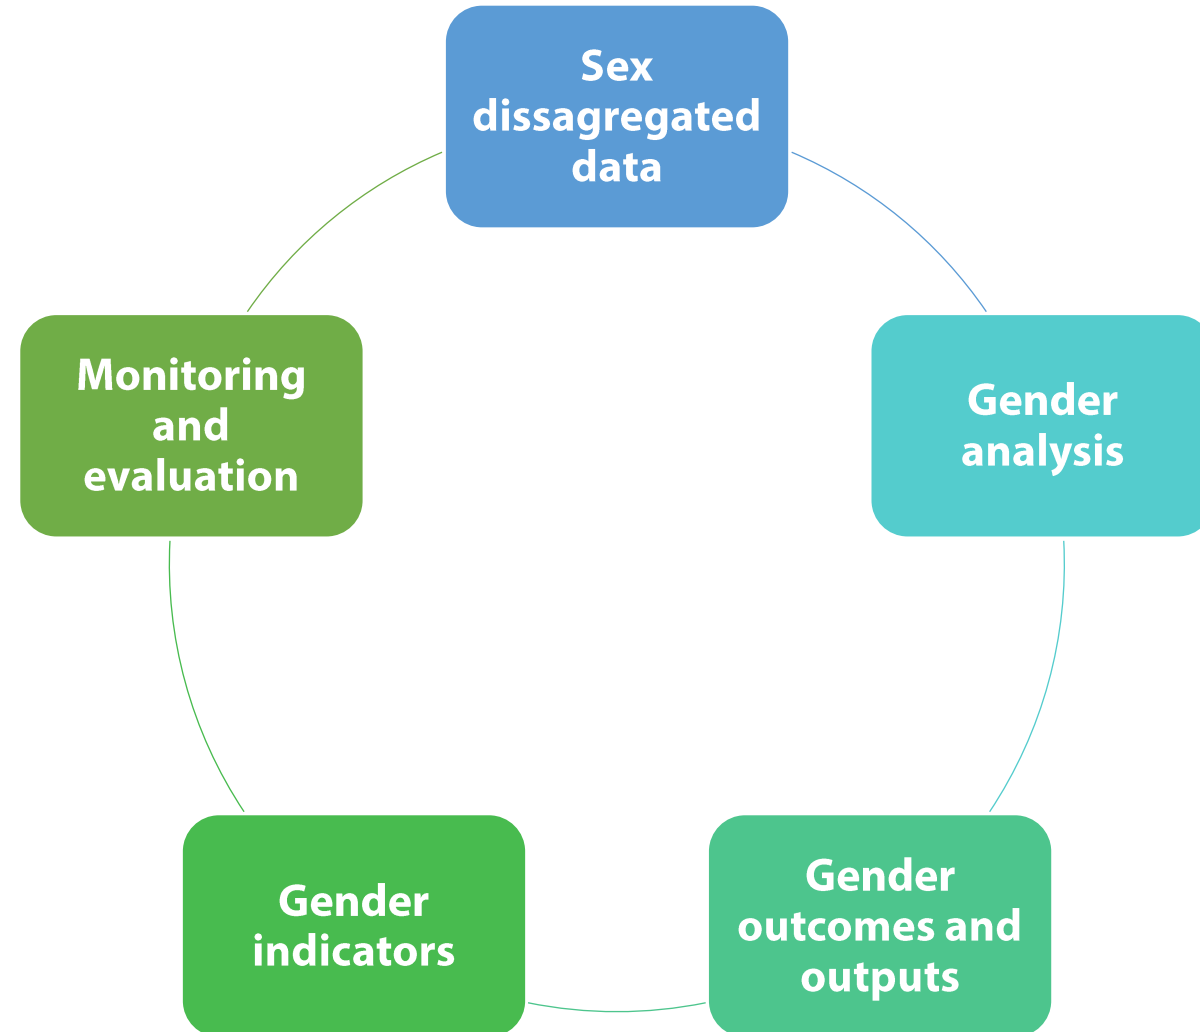 Sex
dissagregated
data
Gender
analysis
Gender
outcomes and
outputs
Gender
indicators
Monitoring
and
evaluation